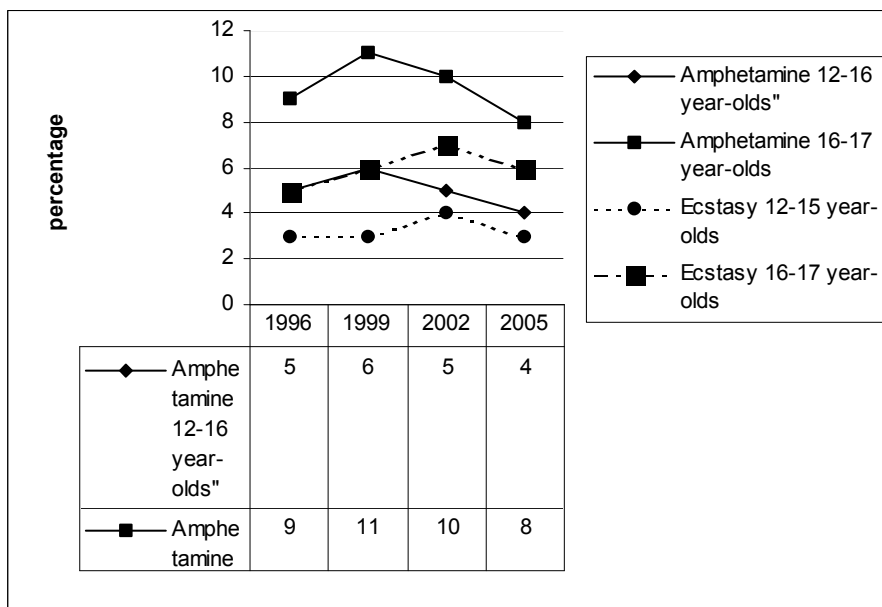 percentage
12
10
8
6
4
2
0
1996 1999 2002 2005
Amphe
tamine
12-16
year-
olds"
5 6 5 4
Amphe
tamine
9 11 10 8
Amphetamine 12-16
year-olds"
Amphetamine 16-17
year-olds
Ecstasy 12-15 year-
olds
Ecstasy 16-17 year-
olds